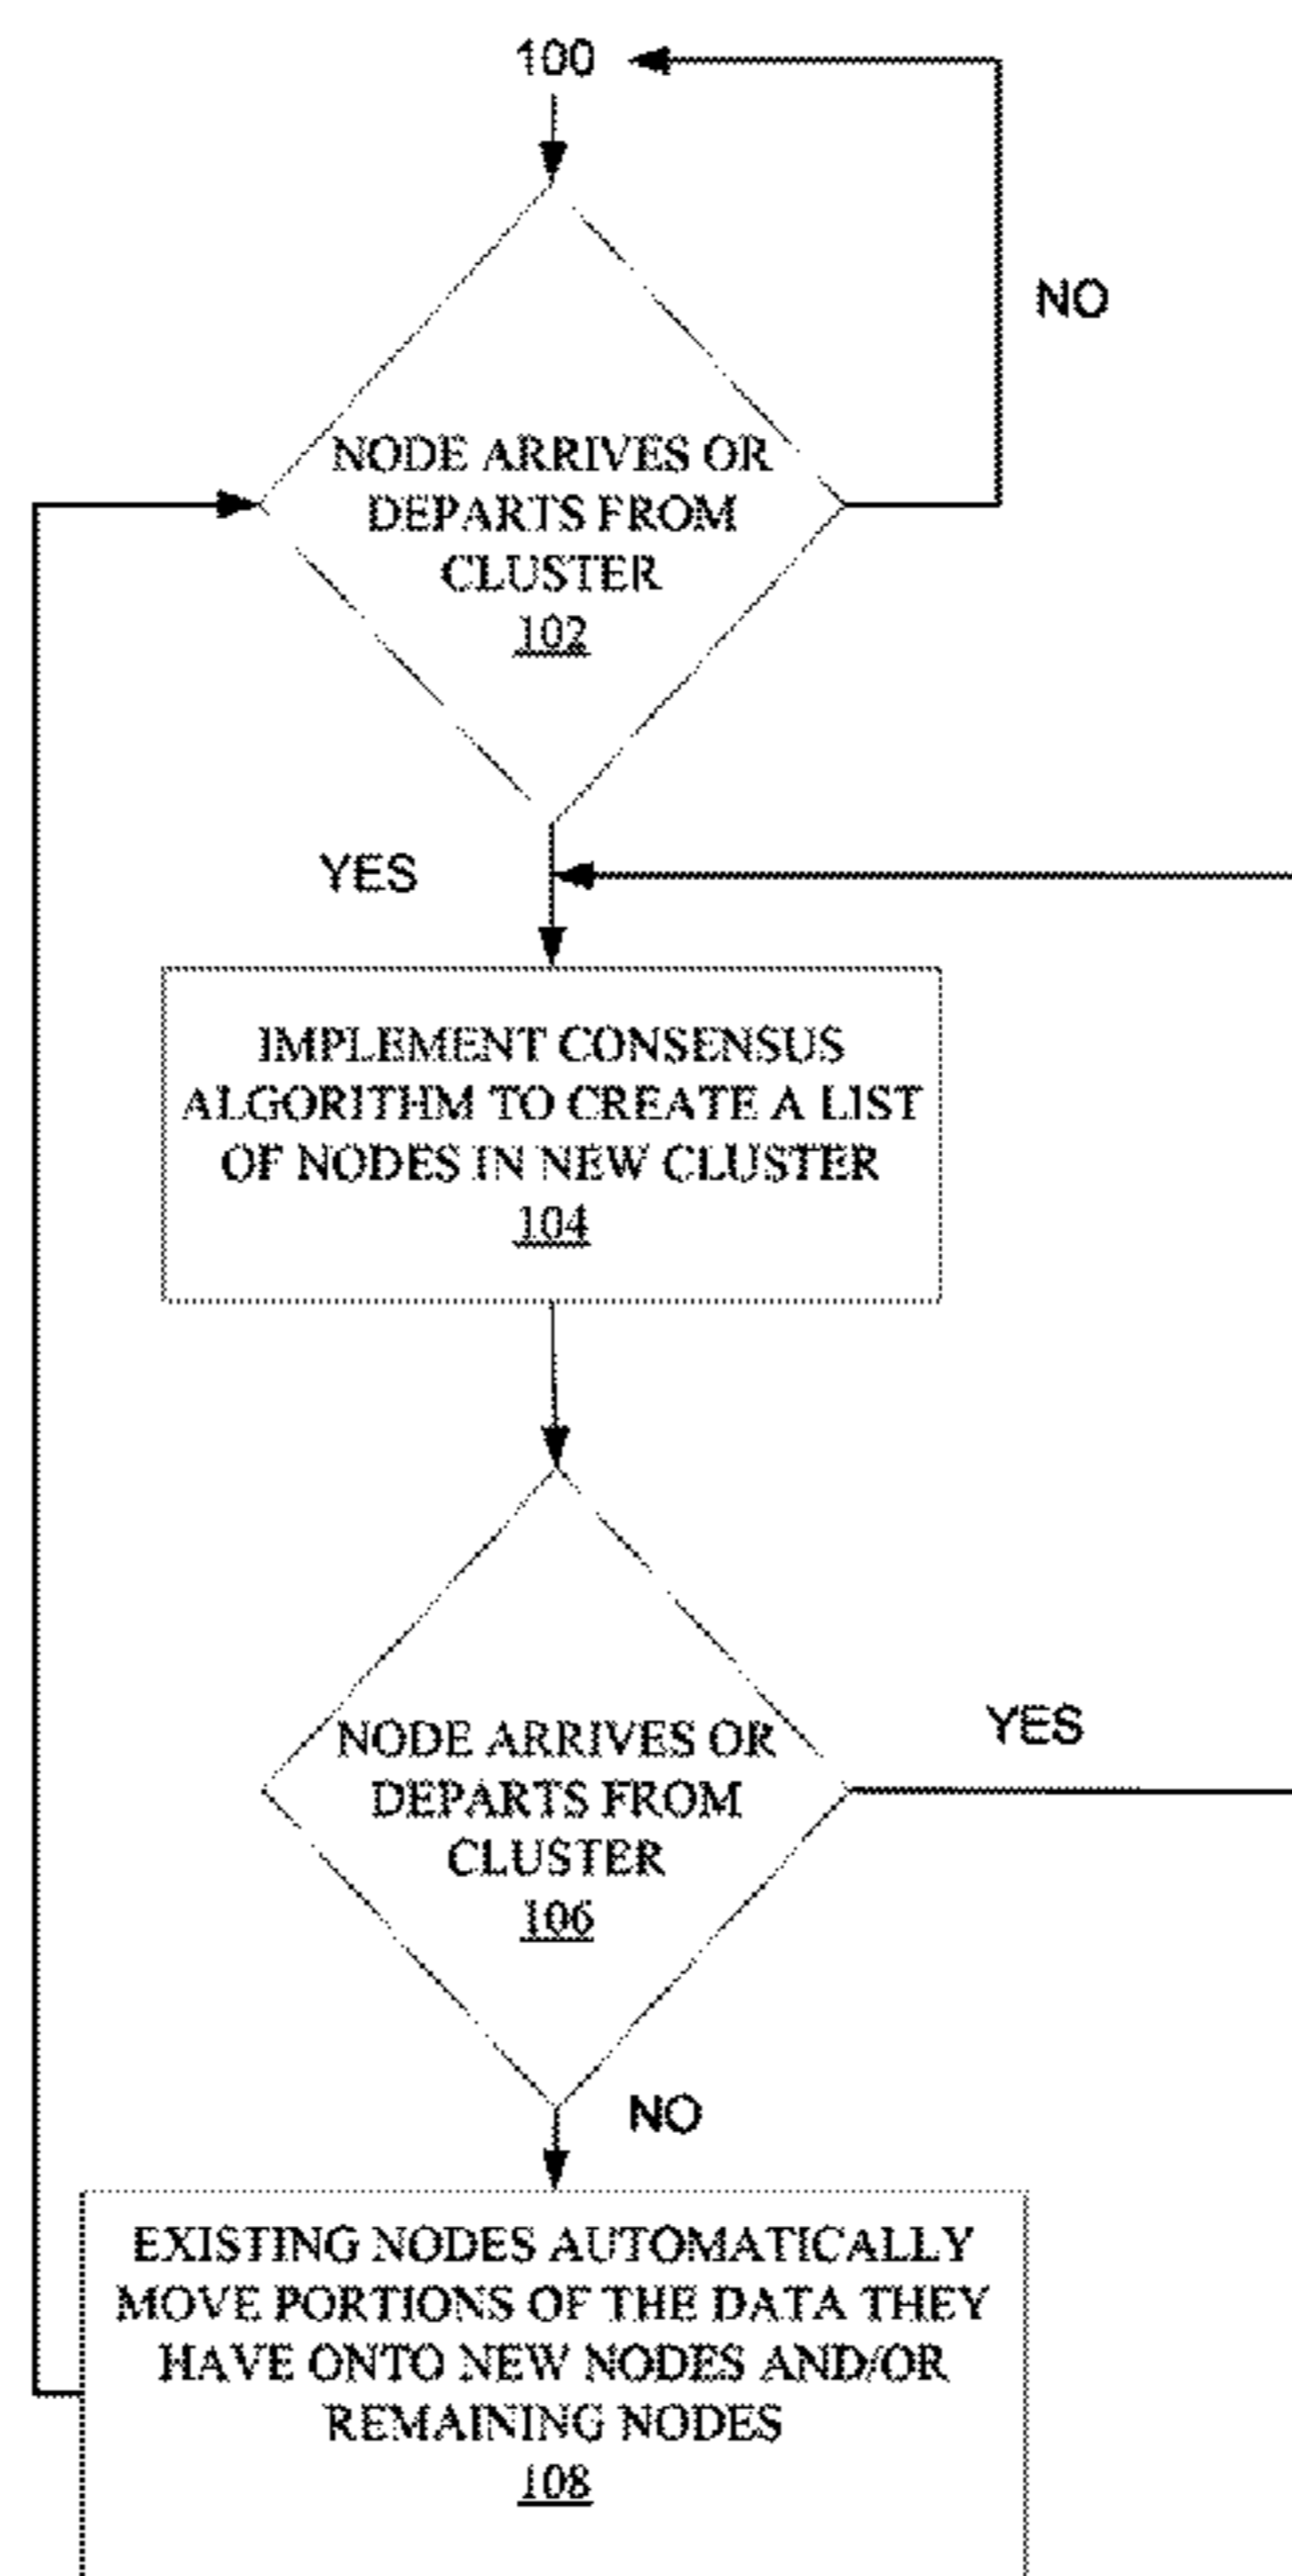 100
NO
NODE ARRIVES OR
DEPARTS FROM
CLUSTER
102
YES
IMPLEMENT CONSENSUS
ALGORITHM TO CREATE A LIST
OF NODES IN NEW CLUSTER
104
YES
NODE ARRIVES OR
DEPARTS FROM
CLUSTER
106
NO
EXISTING NODES AUTOMATICALLY
MOVE PORTIONS OF THE DATA THEY
HAVE ONTO NEW NODES AND/OR
REMAINING NODES
108